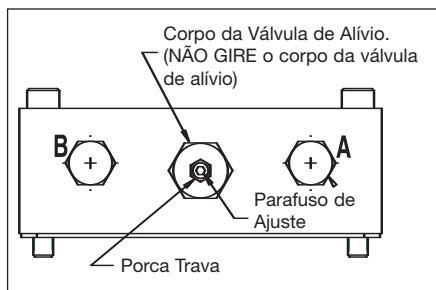 Corpo da Válvula de Alívio.
(NÃO GIRE o corpo da válvula
de alívio)
B
A
Parafuso de
Ajuste
Porca Trava